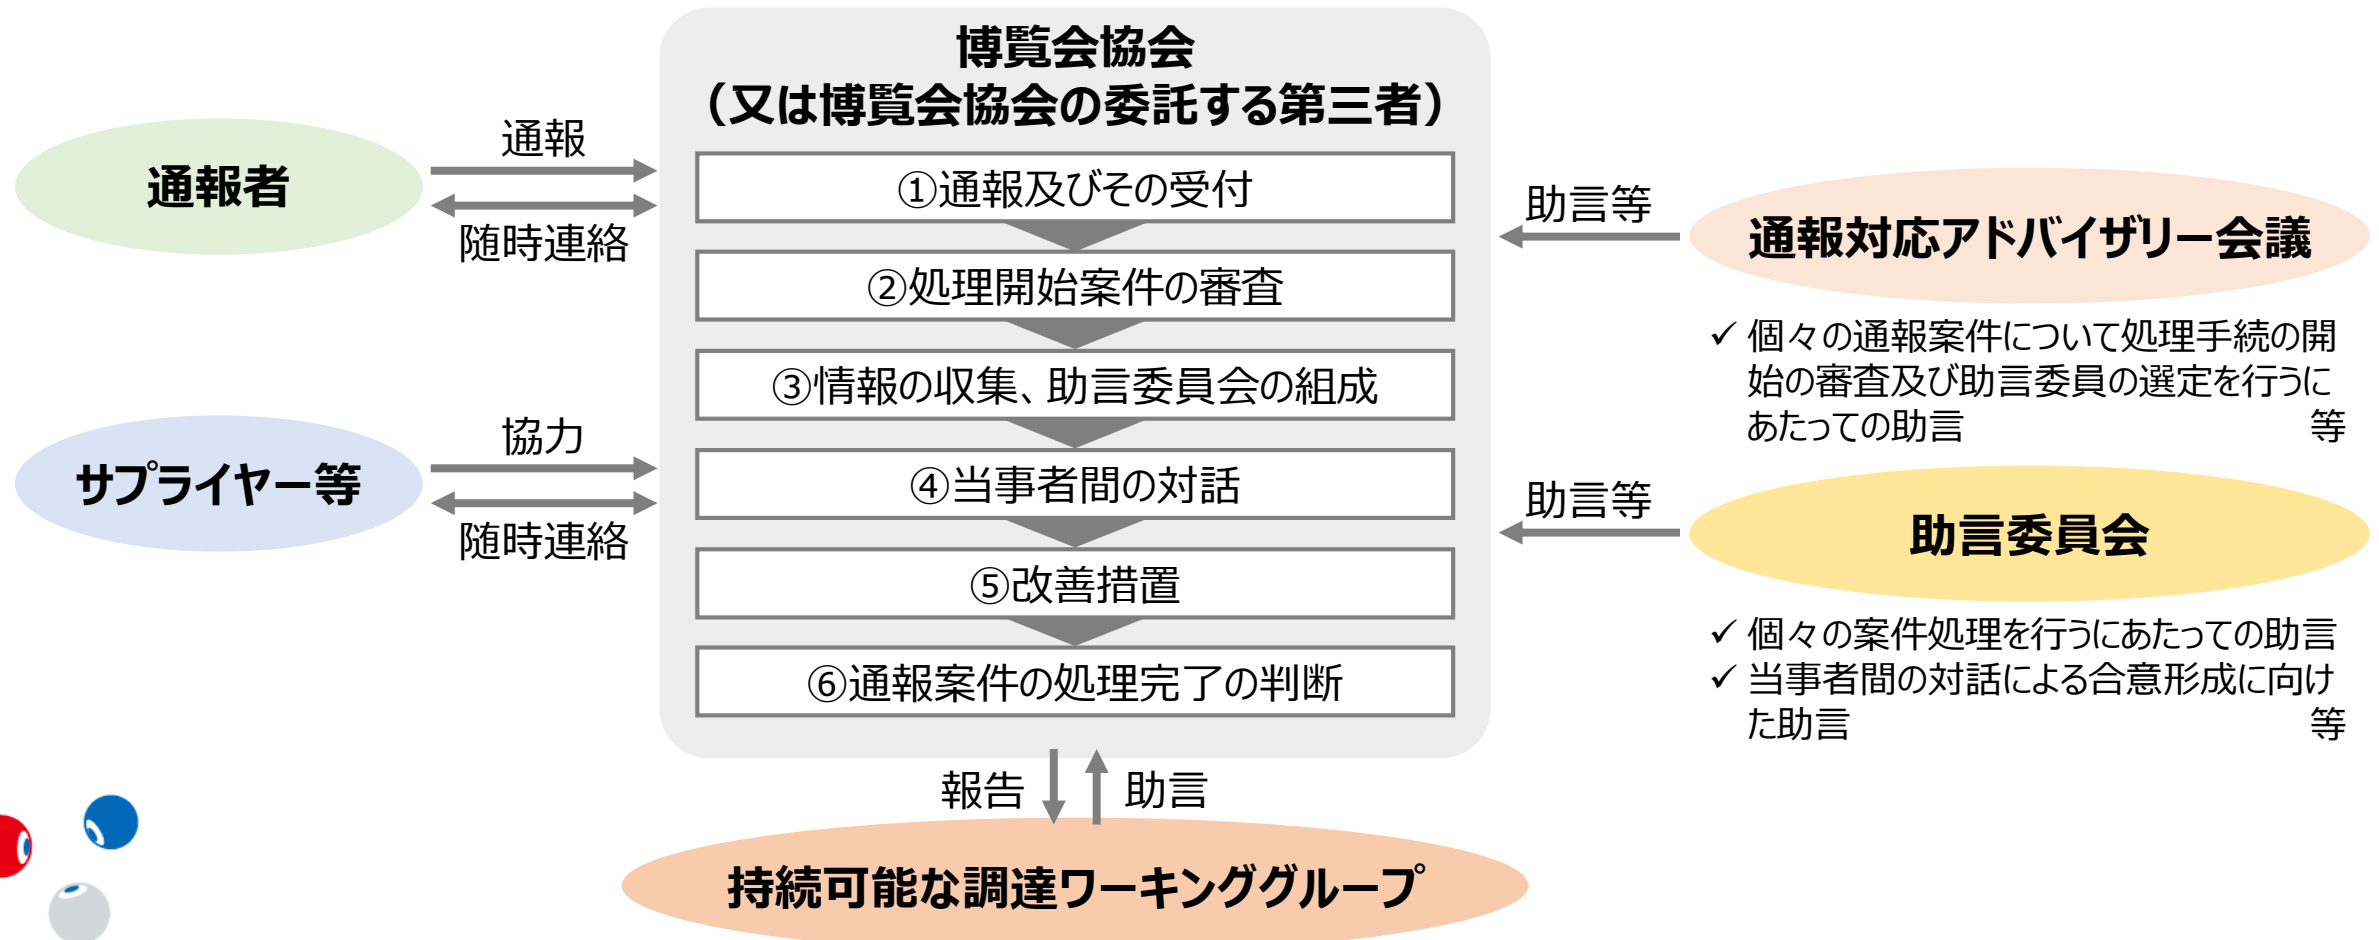 博覧会協会
（又は博覧会協会の委託する第三者）
通報者
通報
随時連絡
サプライヤー等
協力
随時連絡
①通報及びその受付
②処理開始案件の審査
③情報の収集、助言委員会の組成
④当事者間の対話
⑤改善措置
⑥通報案件の処理完了の判断
助言等
通報対応アドバイザリー会議
✓ 個々の通報案件について処理手続の開
始の審査及び助言委員の選定を行うに
あたっての助言 等
助言等
助言委員会
✓ 個々の案件処理を行うにあたっての助言
✓ 当事者間の対話による合意形成に向け
た助言 等
報告
助言
持続可能な調達ワーキンググループ